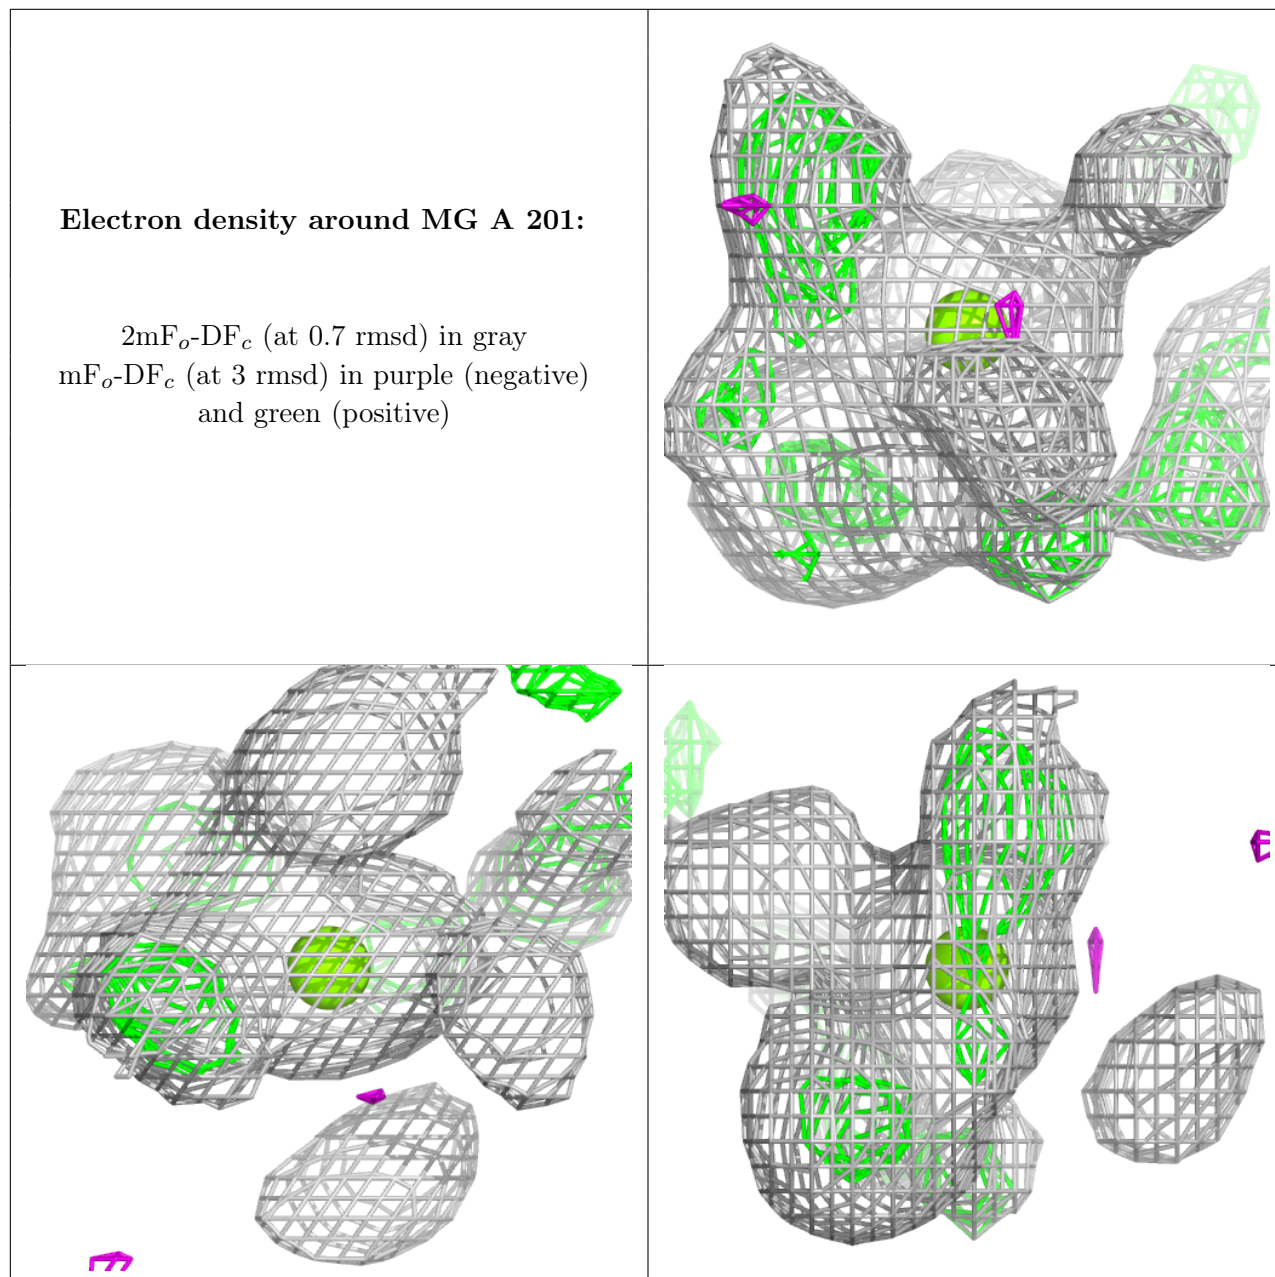 Electron density around MG A 201:
2mFo-DFc (at 0.7 rmsd) in gray
mFo-DFc (at 3 rmsd) in purple (negative)
and green (positive)